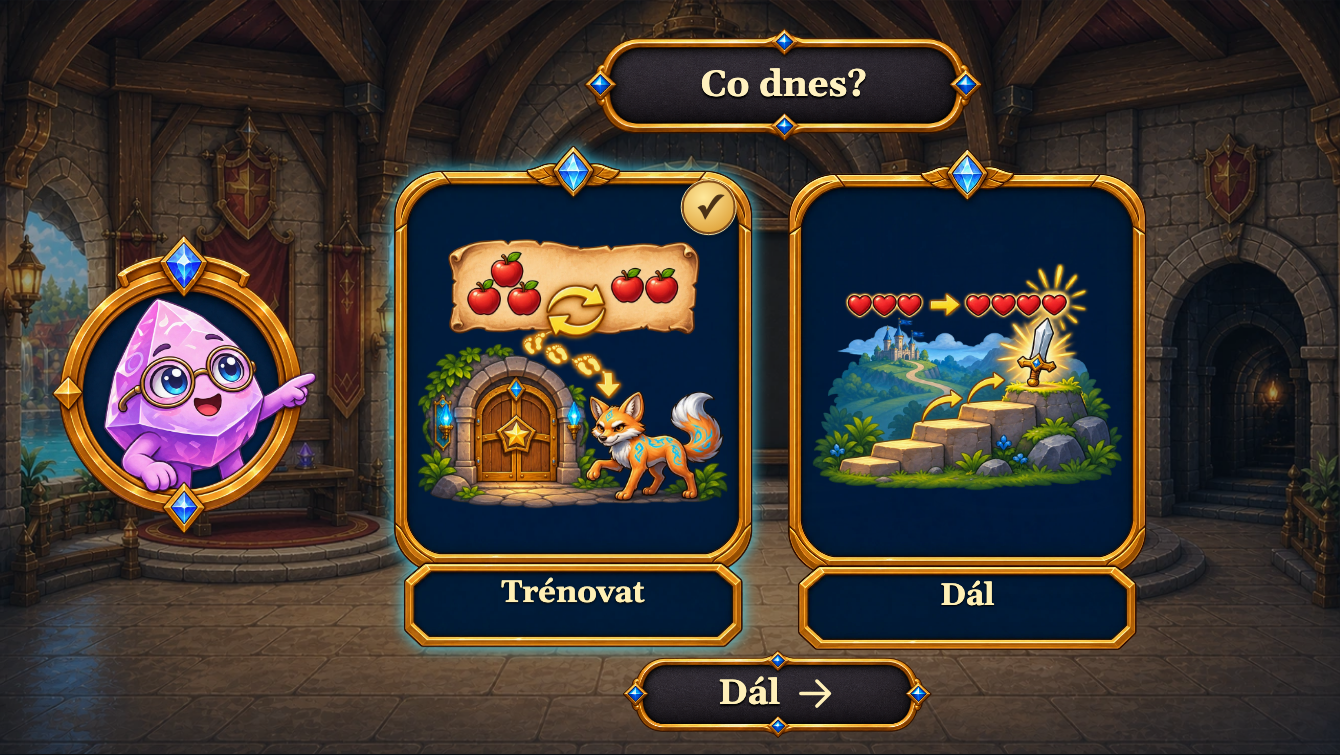 Co dnes?
Trénovat
Dál
Dál →